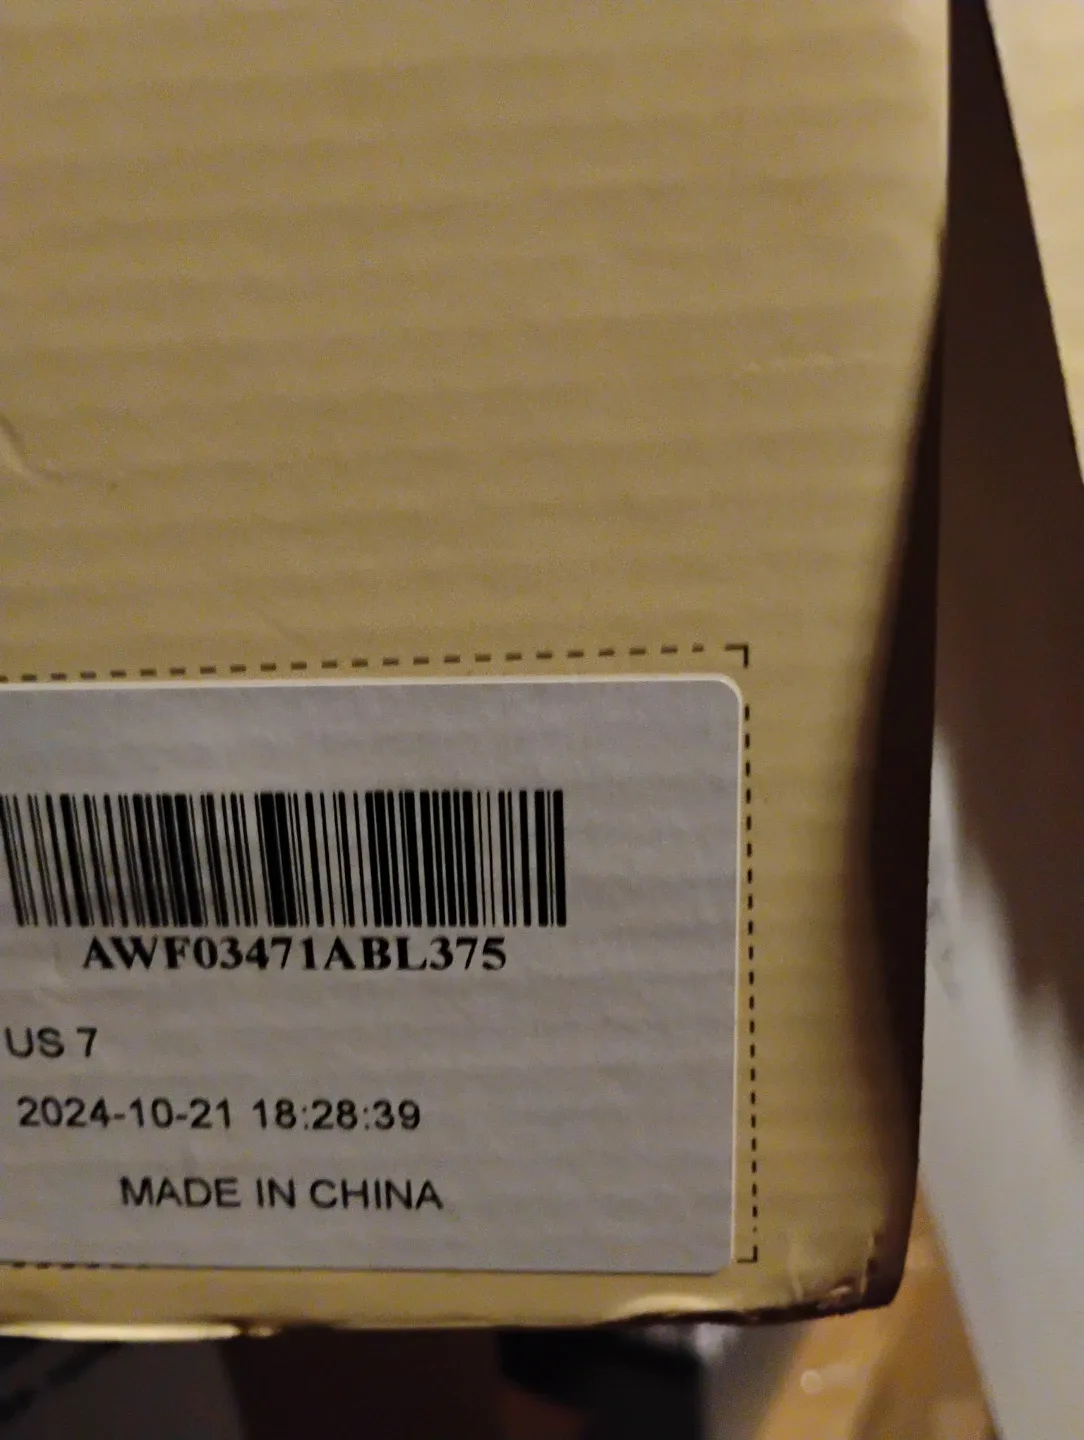 AWF03471ABL375
US 7
2024-10-21 18:28:39
MADE IN CHINA